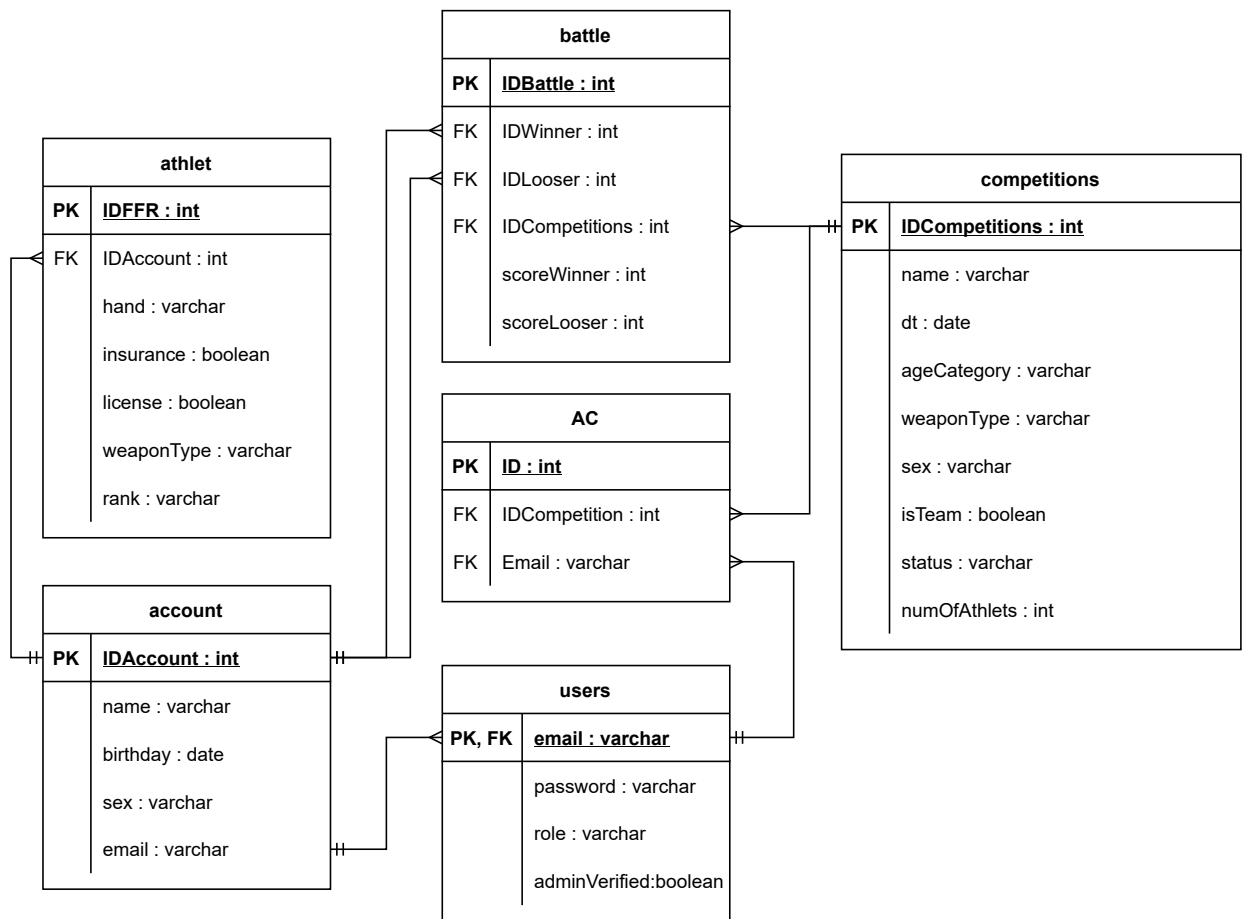 battle
PK IDBattle : int
FK IDWinner : int
FK IDLooser : int
FK IDCompetitions : int
scoreWinner : int
scoreLooser : int
athlet
PK IDFFR : int
FK IDAccount : int
hand : varchar
insurance : boolean
license : boolean
weaponType : varchar
rank : varchar
competitions
PK IDCompetitions : int
name : varchar
dt : date
ageCategory : varchar
weaponType : varchar
sex : varchar
isTeam : boolean
status : varchar
numOfAthlets : int
AC
PK ID : int
FK IDCompetition : int
FK Email : varchar
account
PK IDAccount : int
name : varchar
birthday : date
sex : varchar
email : varchar
users
PK, FK email : varchar
password : varchar
role : varchar
adminVerified:boolean